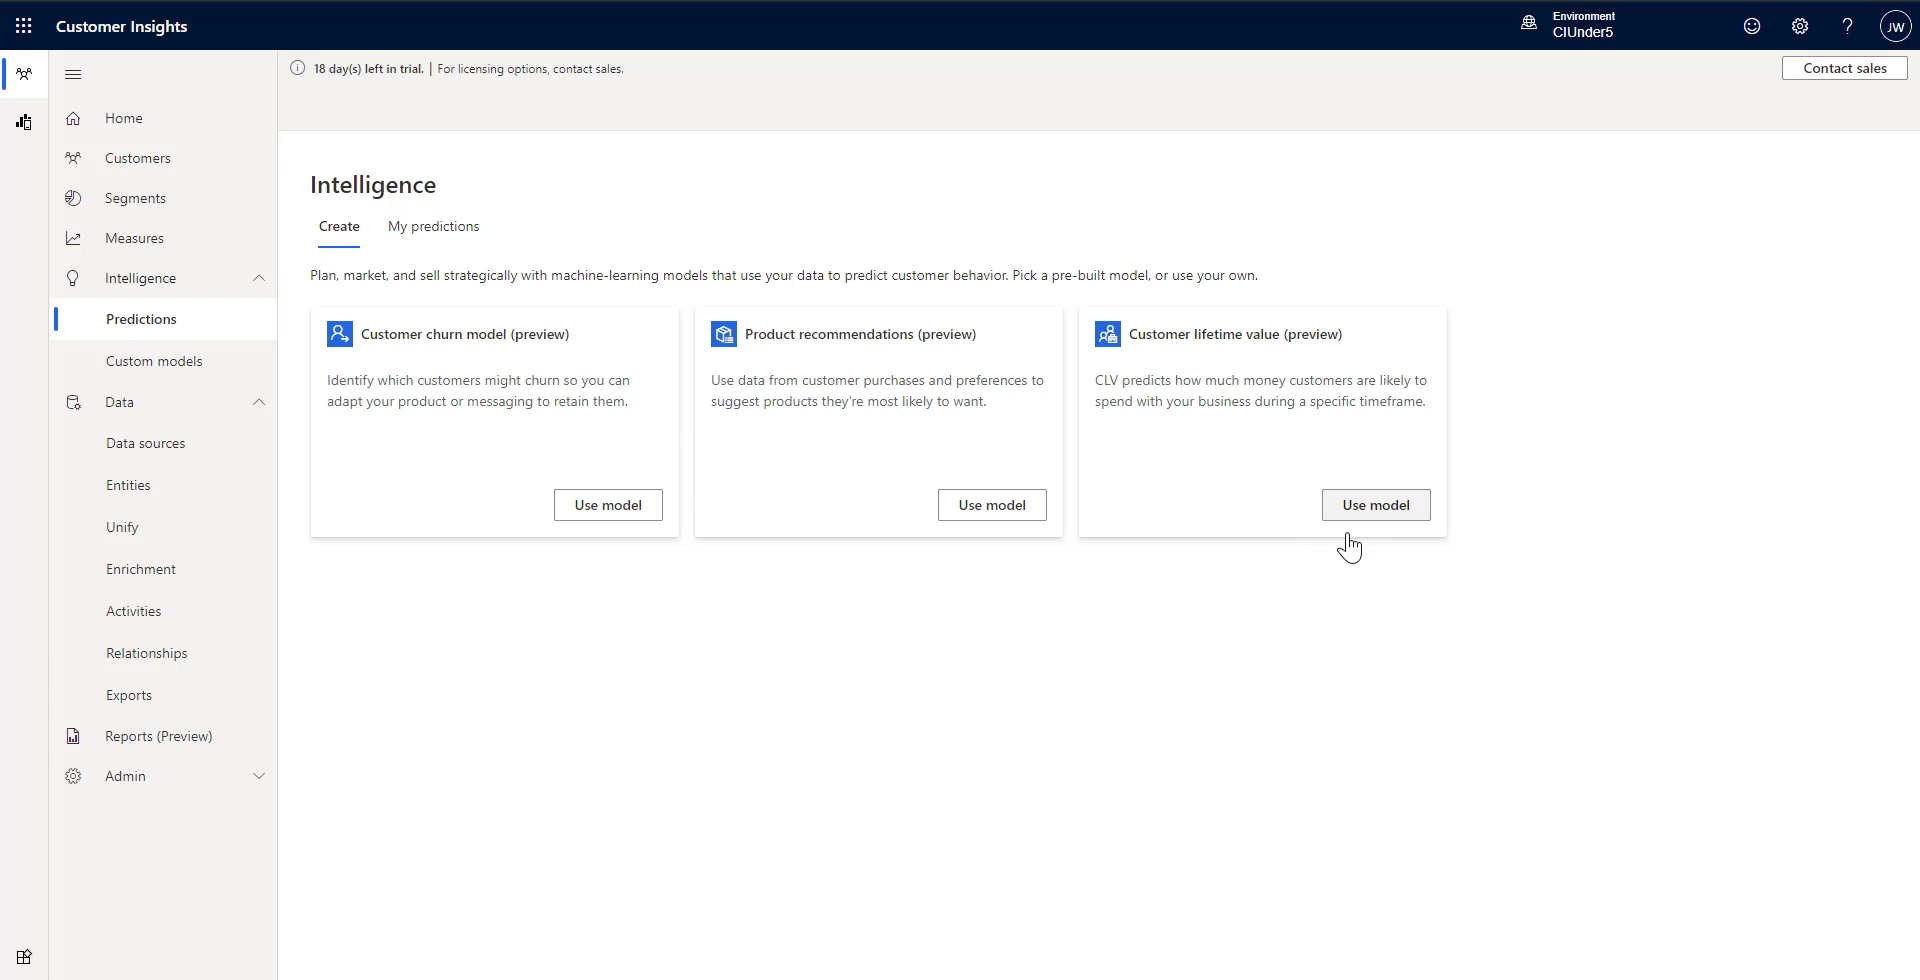 Customer Insights
Environment
CIUnder5
?
JW
18 day(s) left in trial. | For licensing options, contact sales.
Contact sales
Home
Customers
Segments
Measures
Intelligence
Predictions
Custom models
Data
Data sources
Entities
Unify
Enrichment
Activities
Relationships
Exports
Reports (Preview)
Admin
Intelligence
Create
My predictions
Plan, market, and sell strategically with machine-learning models that use your data to predict customer behavior. Pick a pre-built model, or use your own.
Customer churn model (preview)
Identify which customers might churn so you can
adapt your product or messaging to retain them.
Use model
Product recommendations (preview)
Use data from customer purchases and preferences to
suggest products they're most likely to want.
Use model
Customer lifetime value (preview)
CLV predicts how much money customers are likely to
spend with your business during a specific timeframe.
Use model